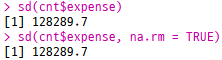 > sd(cnt$expense)
[1] 128289.7
> sd(cnt$expense, na.rm = TRUE)
[1] 128289.7